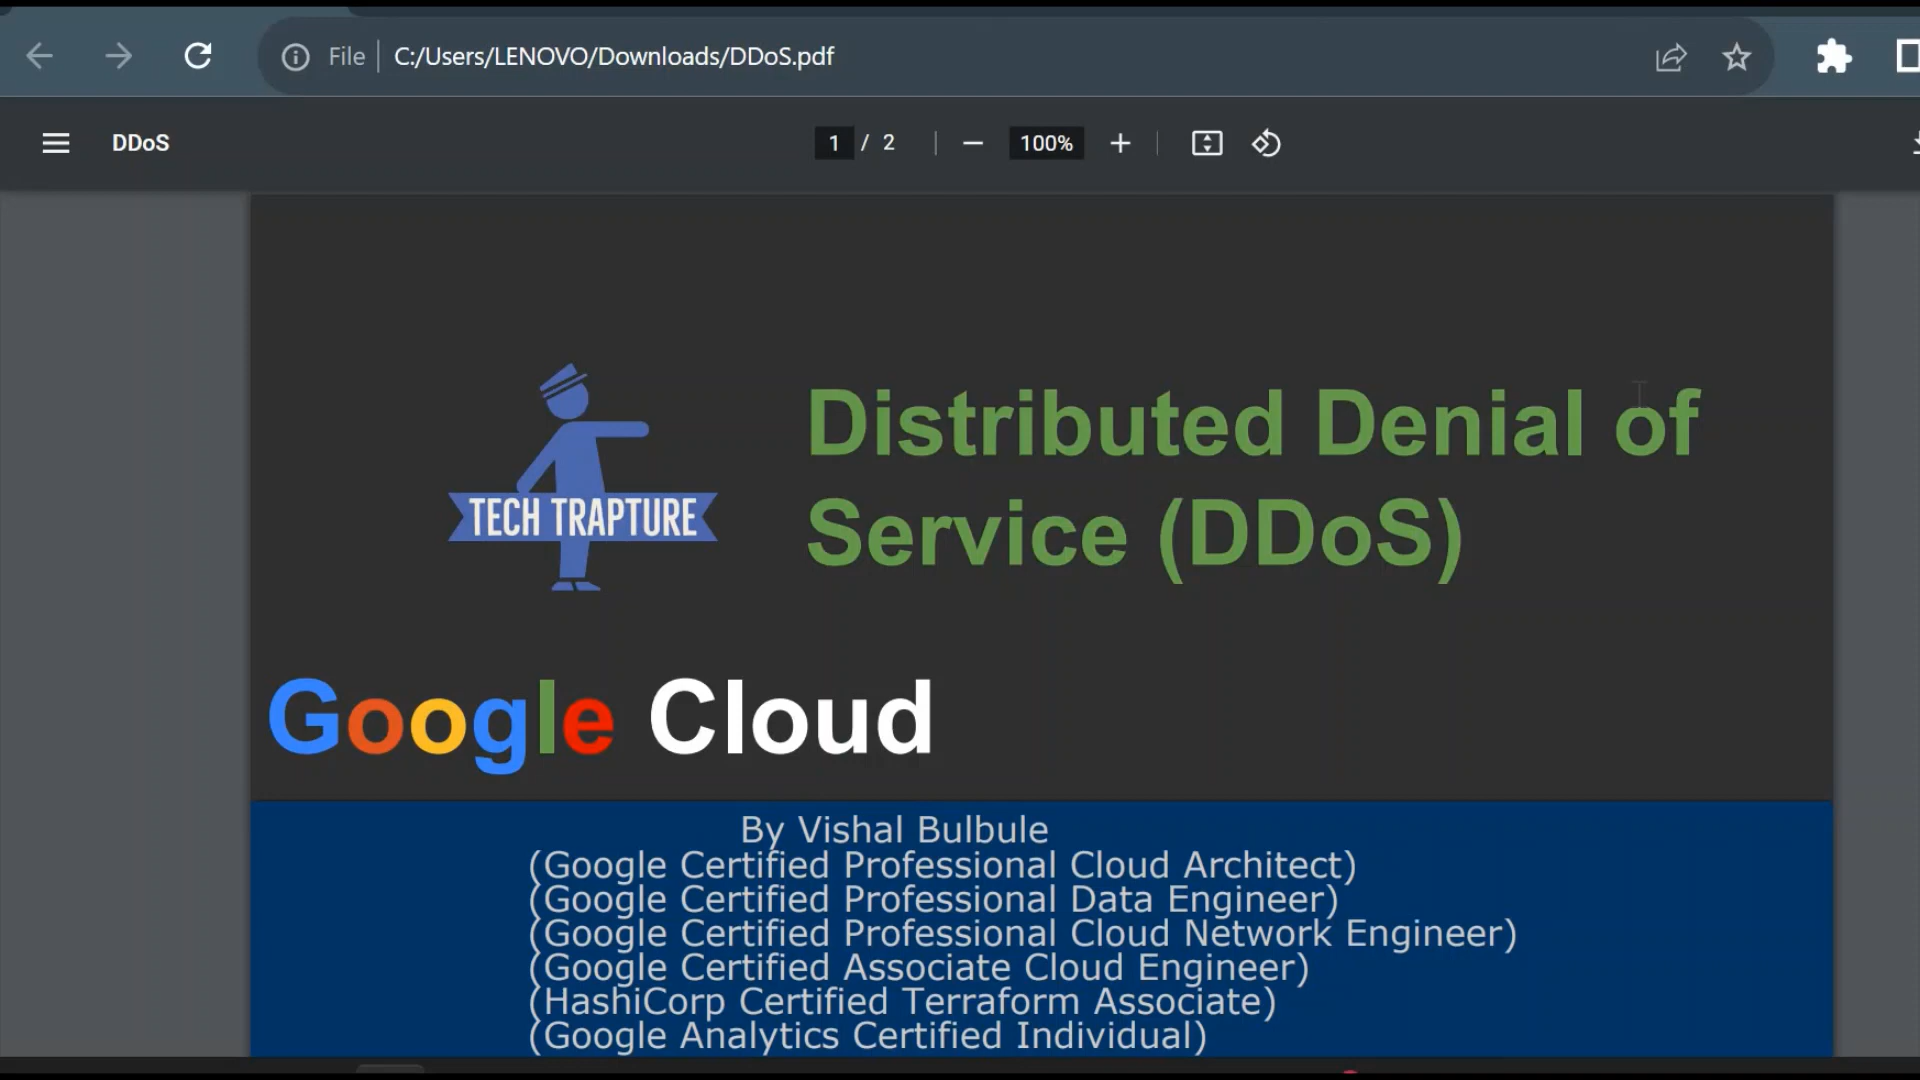 File C:/Users/LENOVO/Downloads/DDoS.pdf
DDoS 1 / 2 100%
Distributed Denial of
Service (DDoS)
TECH TRAPTURE
Google Cloud
By Vishal Bulbule
(Google Certified Professional Cloud Architect)
(Google Certified Professional Data Engineer)
(Google Certified Professional Cloud Network Engineer)
(Google Certified Associate Cloud Engineer)
(HashiCorp Certified Terraform Associate)
(Google Analytics Certified Individual)